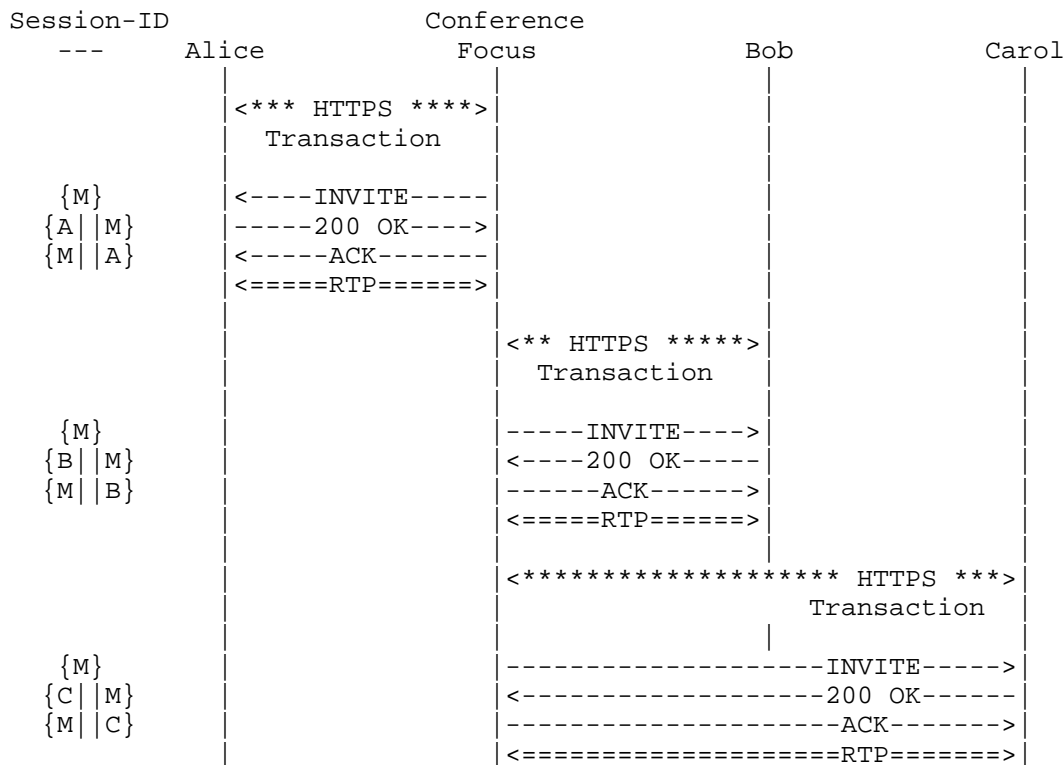 Session-ID                Conference
   ---     Alice            Focus             Bob            Carol
             |                |                |               |
             |<*** HTTPS ****>|                |               |
             |  Transaction   |                |               |
             |                |                |               |
   {M}       |<----INVITE-----|                |               |
  {A||M}     |-----200 OK---->|                |               |
  {M||A}     |<-----ACK-------|                |               |
             |<=====RTP======>|                |               |
             |                |                |               |
             |                |<** HTTPS *****>|               |
             |                |  Transaction   |               |
             |                |                |               |
   {M}       |                |-----INVITE---->|               |
  {B||M}     |                |<----200 OK-----|               |
  {M||B}     |                |------ACK------>|               |
             |                |<=====RTP======>|               |
             |                |                |               |
             |                |<******************** HTTPS ***>|
             |                |                   Transaction  |
             |                |                |               |
   {M}       |                |--------------------INVITE----->|
  {C||M}     |                |<-------------------200 OK------|
  {M||C}     |                |---------------------ACK------->|
             |                |<====================RTP=======>|